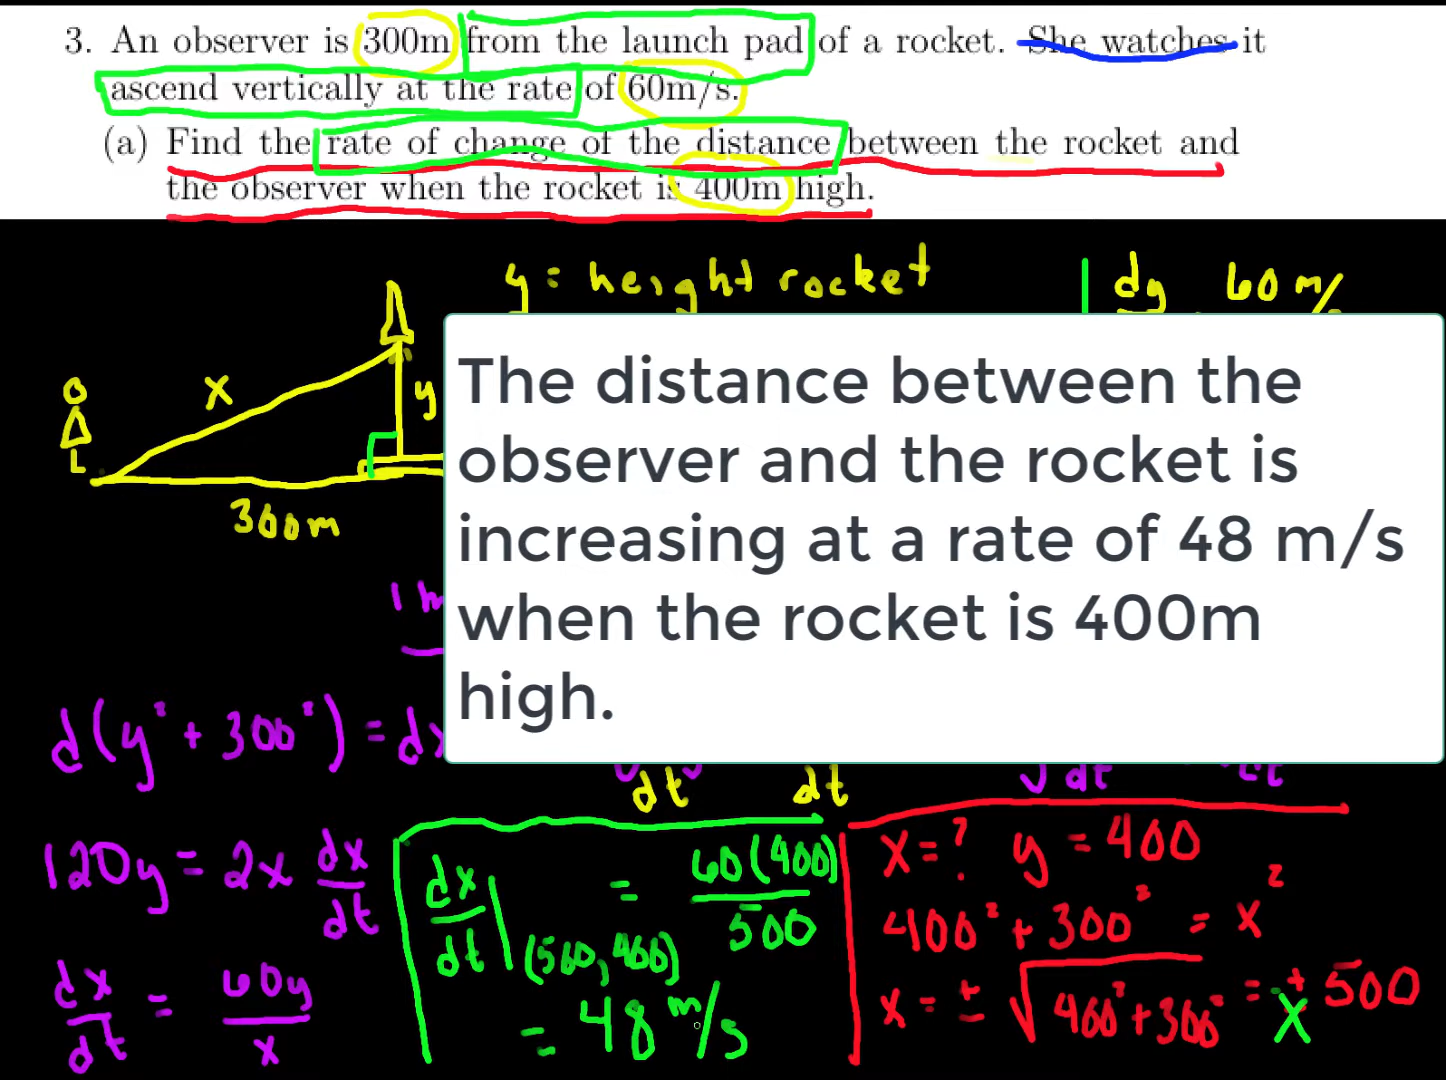 3. An observer is 300m from the launch pad of a rocket. She watches it
ascend vertically at the rate of 60m/s.
(a) Find the rate of change of the distance between the rocket and
the observer when the rocket is 400m high.
y = height rocket
dy 60 m/
x
y
300m
The distance between the
observer and the rocket is
increasing at a rate of 48 m/s
when the rocket is 400m
high.
d(y² + 300²) = dx
dt dt dt
120y = 2x dx/dt
dx/dt = 60y/x
dx/dt | (500,400) = 60(400)/500
= 48 m/s
x = ? y = 400
400² + 300² = x²
x = ± √400² + 300² = ± 500
x